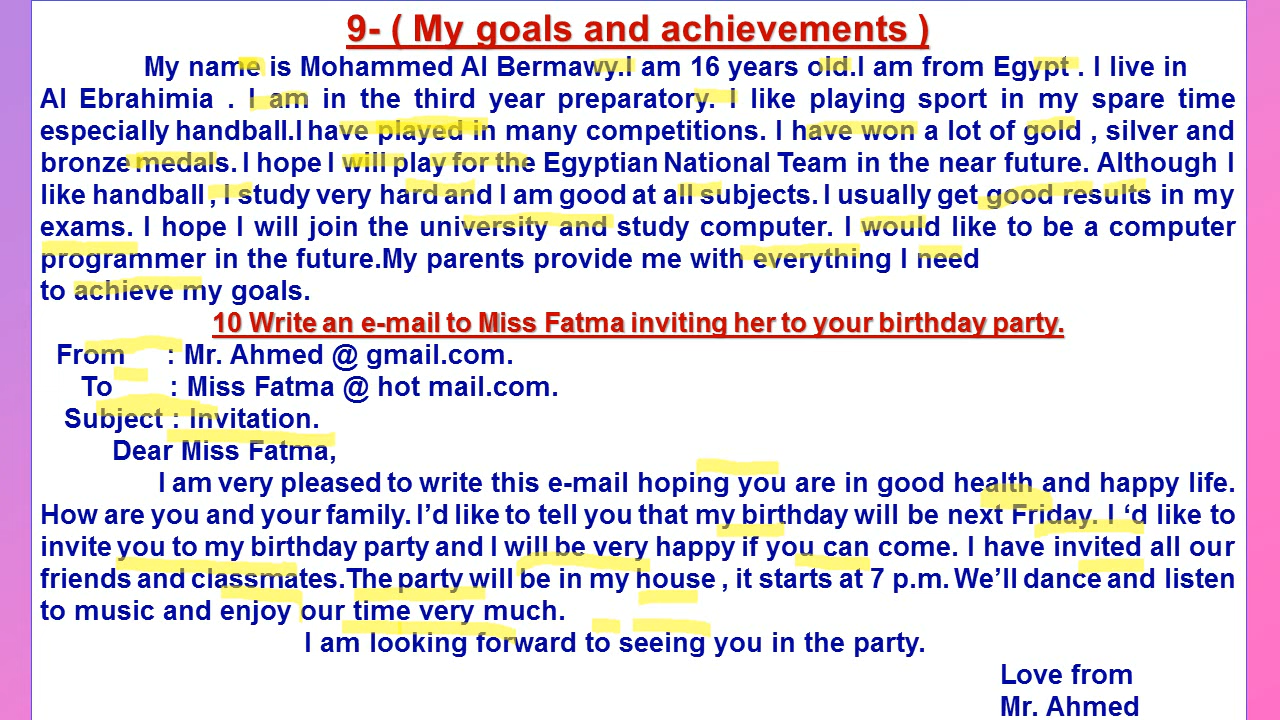 9- ( My goals and achievements )
My name is Mohammed Al Bermawy.I am 16 years old.I am from Egypt . I live in
Al Ebrahimia . I am in the third year preparatory. I like playing sport in my spare time
especially handball.I have played in many competitions. I have won a lot of gold , silver and
bronze medals. I hope I will play for the Egyptian National Team in the near future. Although I
like handball , I study very hard and I am good at all subjects. I usually get good results in my
exams. I hope I will join the university and study computer. I would like to be a computer
programmer in the future.My parents provide me with everything I need
to achieve my goals.
10 Write an e-mail to Miss Fatma inviting her to your birthday party.
From : Mr. Ahmed @ gmail.com.
To : Miss Fatma @ hot mail.com.
Subject : Invitation.
Dear Miss Fatma,
I am very pleased to write this e-mail hoping you are in good health and happy life.
How are you and your family. I’d like to tell you that my birthday will be next Friday. I ‘d like to
invite you to my birthday party and I will be very happy if you can come. I have invited all our
friends and classmates.The party will be in my house , it starts at 7 p.m. We’ll dance and listen
to music and enjoy our time very much.
I am looking forward to seeing you in the party.
Love from
Mr. Ahmed